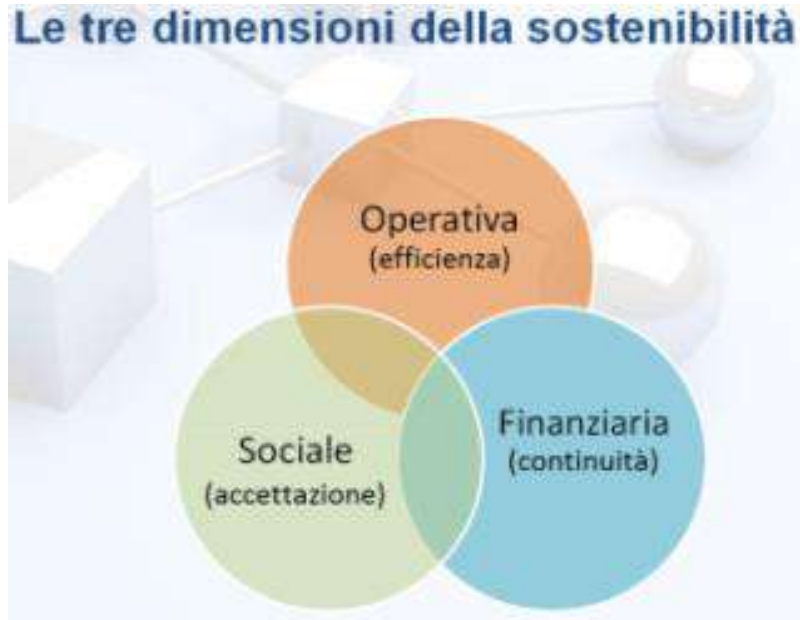 Le tre dimensioni della sostenibilità
Operativa
(efficienza)
Sociale
(accettazione)
Finanziaria
(continuità)